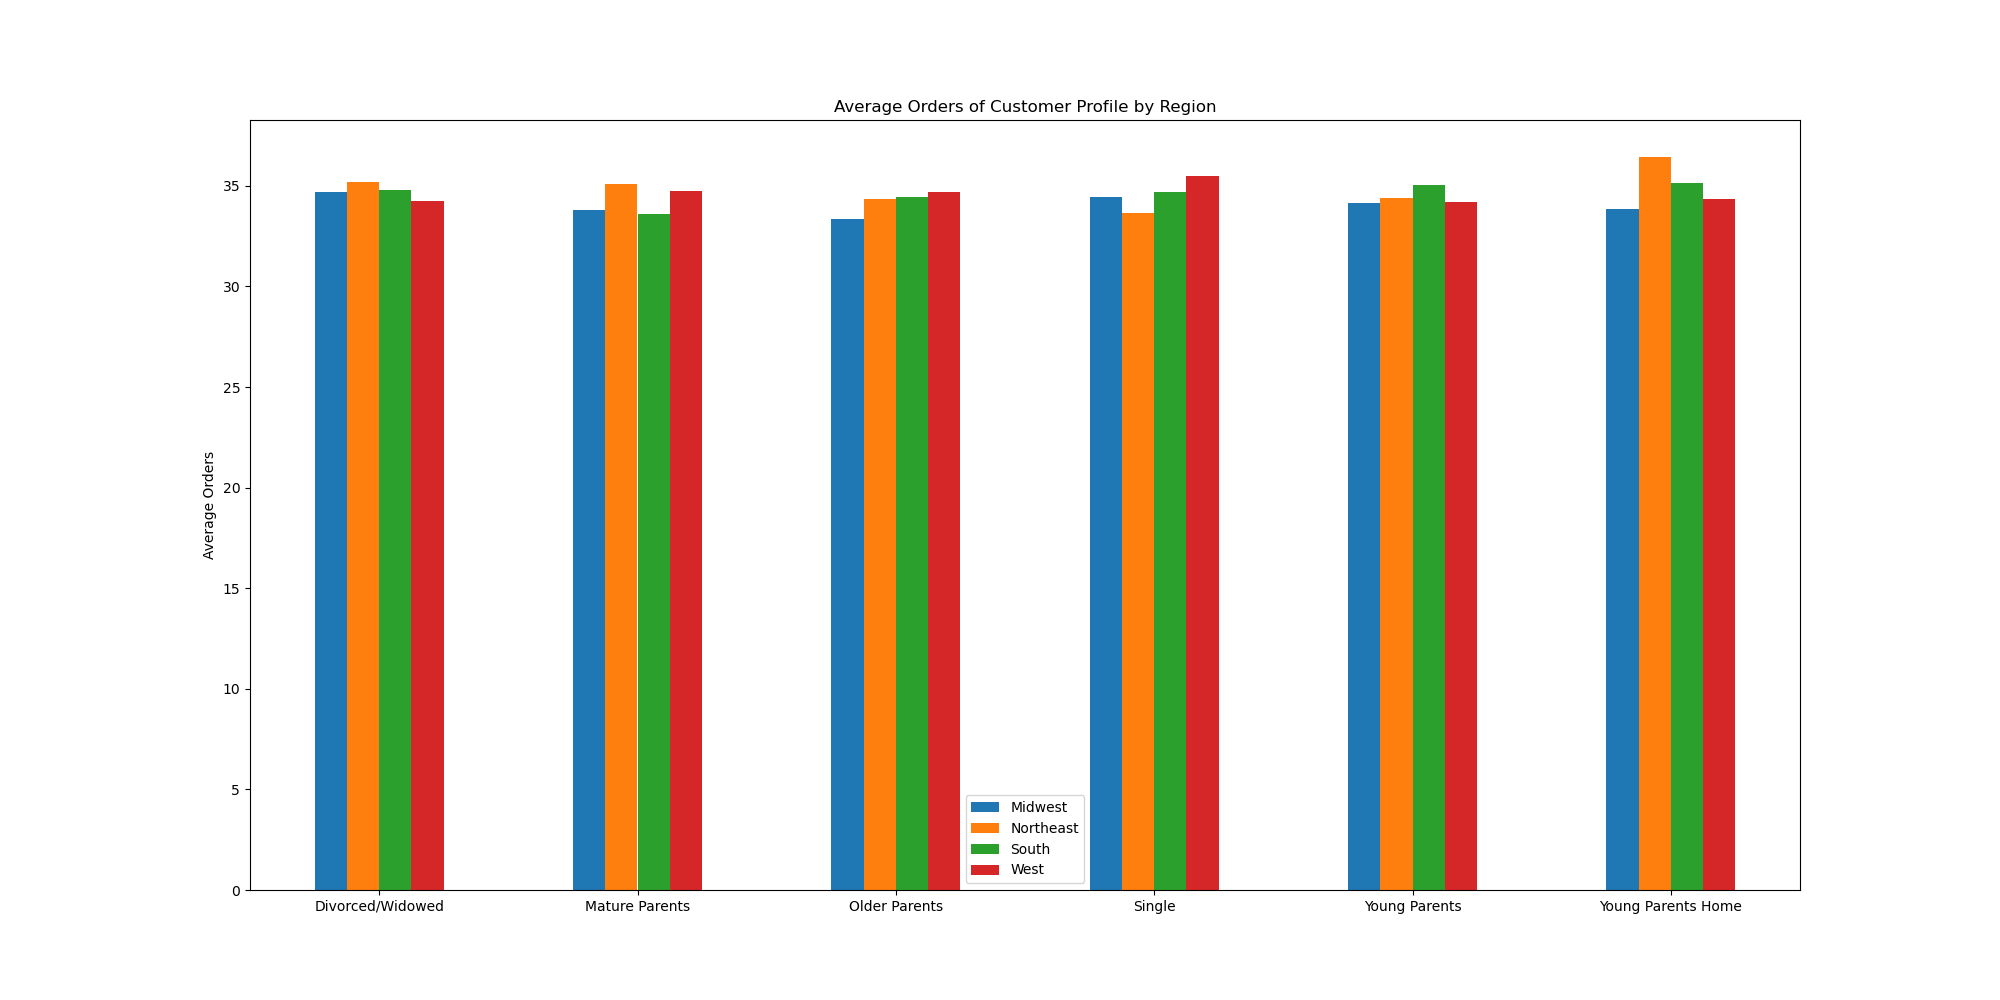 Average Orders of Customer Profile by Region
Average Orders
35
30
25
20
15
10
5
0
Midwest
Northeast
South
West
Divorced/Widowed
Mature Parents
Older Parents
Single
Young Parents
Young Parents Home